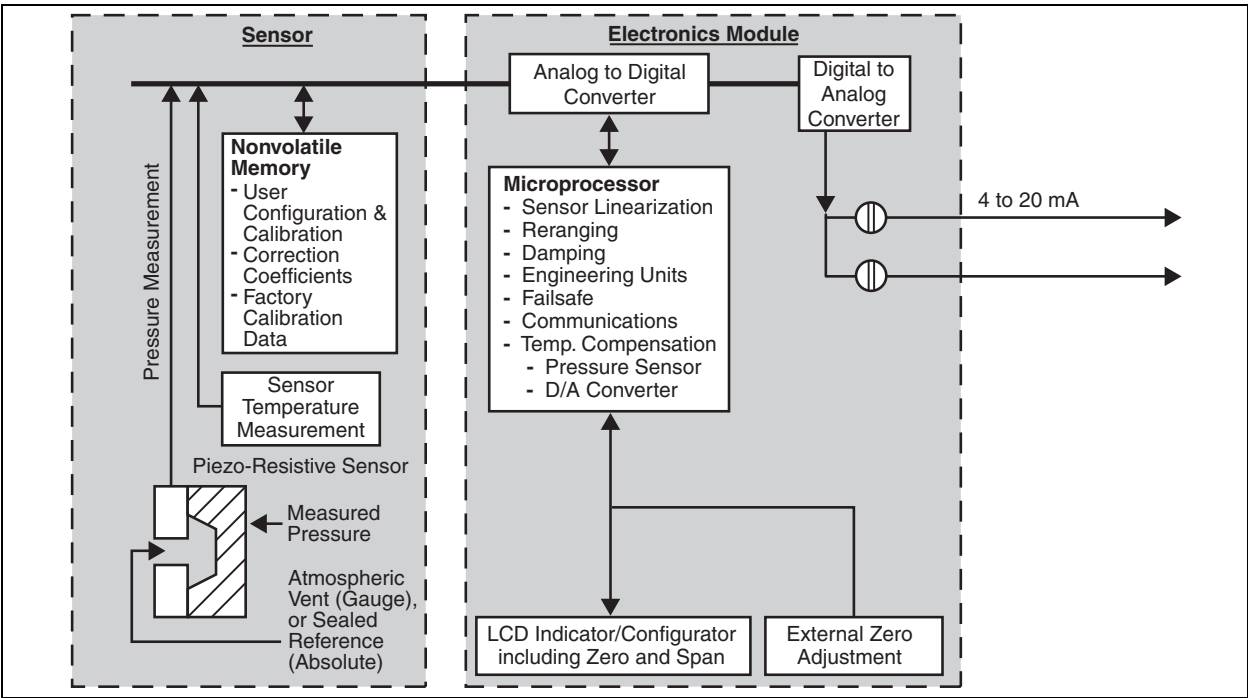 Sensor
Pressure Measurement
Nonvolatile
Memory
- User
Configuration &
Calibration
- Correction
Coefficients
- Factory
Calibration
Data
Sensor
Temperature
Measurement
Piezo-Resistive Sensor
Measured
Pressure
Atmospheric
Vent (Gauge),
or Sealed
Reference
(Absolute)
Electronics Module
Analog to Digital
Converter
Digital to
Analog
Converter
Microprocessor
- Sensor Linearization
- Reranging
- Damping
- Engineering Units
- Failsafe
- Communications
- Temp. Compensation
- Pressure Sensor
- D/A Converter
4 to 20 mA
LCD Indicator/Configurator
including Zero and Span
External Zero
Adjustment